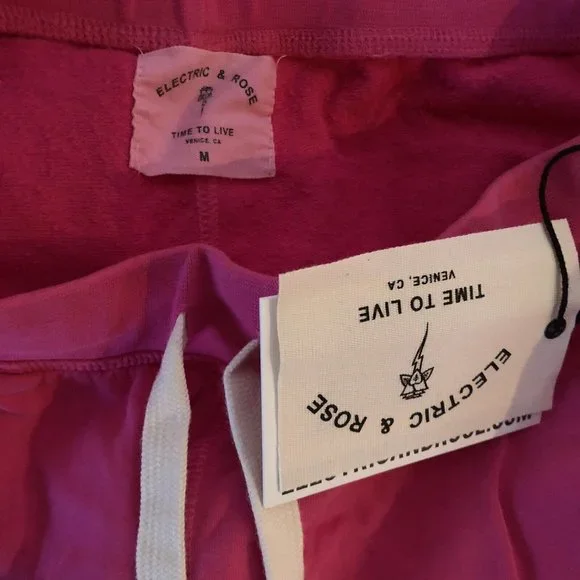 ELECTRIC & ROSE
TIME TO LIVE
VENICE, CA
M
ELECTRIC & ROSE
TIME TO LIVE
VENICE, CA